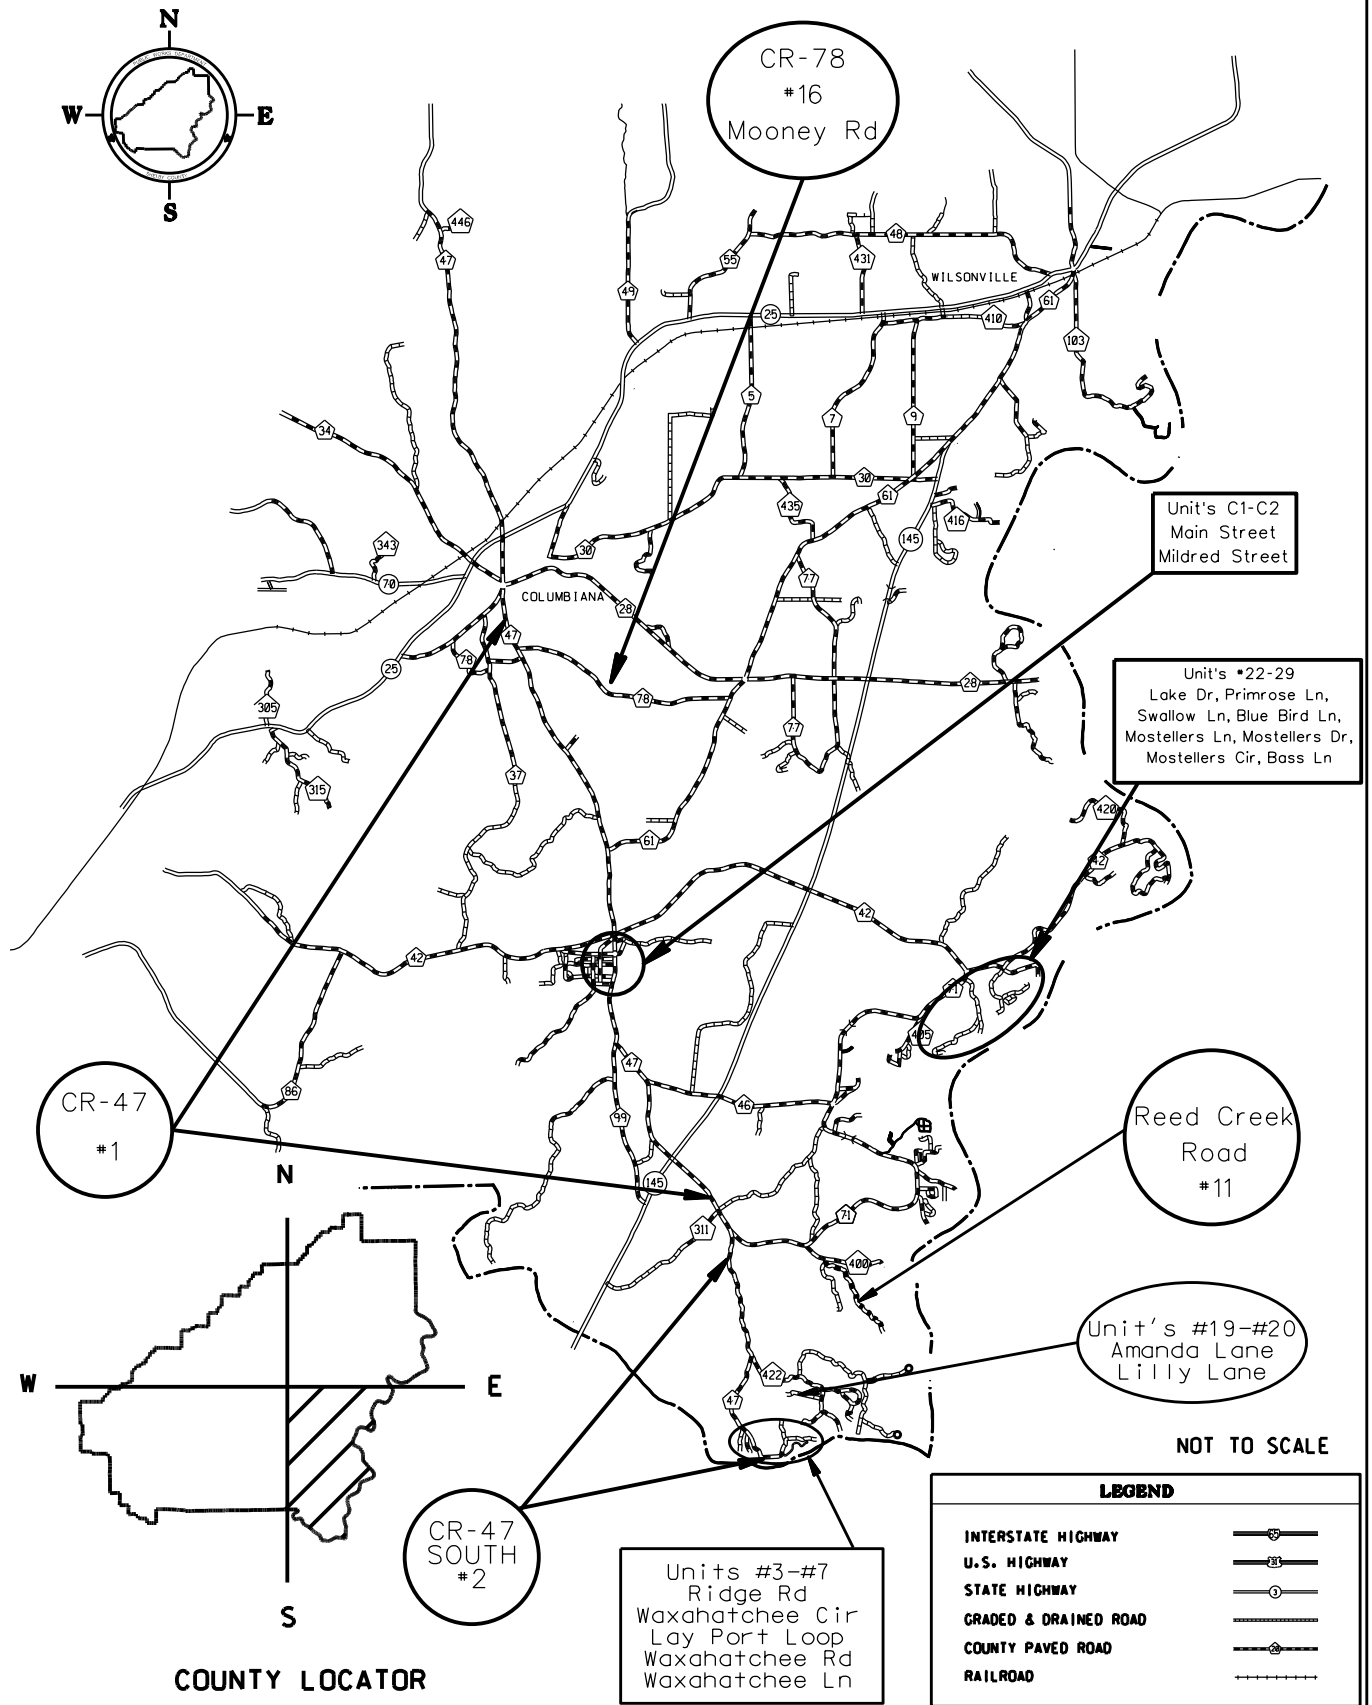 N
W
E
S
CR-78
#16
Mooney Rd
446
47
49
55
48
431
WILSONVILLE
25
410
61
103
34
5
7
9
30
61
435
416
145
343
70
30
77
COLUMBIANA
28
47
78
25
78
28
77
305
315
37
61
Unit's C1-C2
Main Street
Mildred Street
Unit's #22-29
Lake Dr, Primrose Ln,
Swallow Ln, Blue Bird Ln,
Mostellers Ln, Mostellers Dr,
Mostellers Cir, Bass Ln
420
42
42
42
71
405
86
47
99
46
145
311
71
400
422
47
CR-47
#1
Reed Creek
Road
#11
Unit's #19-#20
Amanda Lane
Lilly Lane
N
W
E
S
COUNTY LOCATOR
CR-47
SOUTH
#2
Units #3-#7
Ridge Rd
Waxahatchee Cir
Lay Port Loop
Waxahatchee Rd
Waxahatchee Ln
NOT TO SCALE
LEGEND
INTERSTATE HIGHWAY 65
U.S. HIGHWAY 31
STATE HIGHWAY 3
GRADED & DRAINED ROAD
COUNTY PAVED ROAD 20
RAILROAD